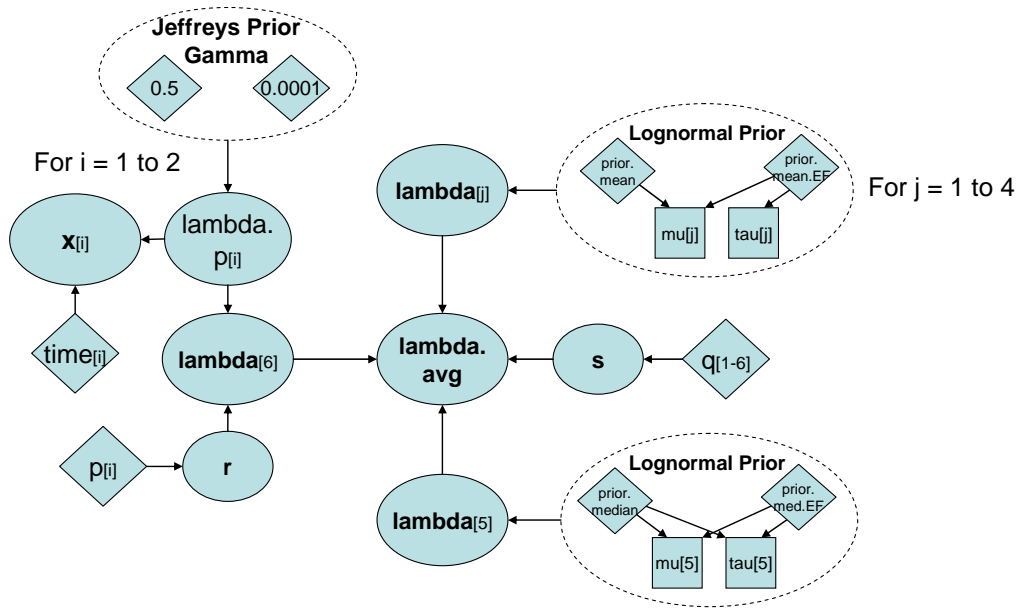 Jeffreys Prior
Gamma
0.5
0.0001
For i = 1 to 2
x[i]
lambda.
p[i]
time[i]
lambda[6]
p[i]
r
lambda[j]
lambda.
avg
s
q[1-6]
lambda[5]
Lognormal Prior
prior.
mean
prior.
mean.EF
mu[j]
tau[j]
For j = 1 to 4
Lognormal Prior
prior.
median
prior.
med.EF
mu[5]
tau[5]